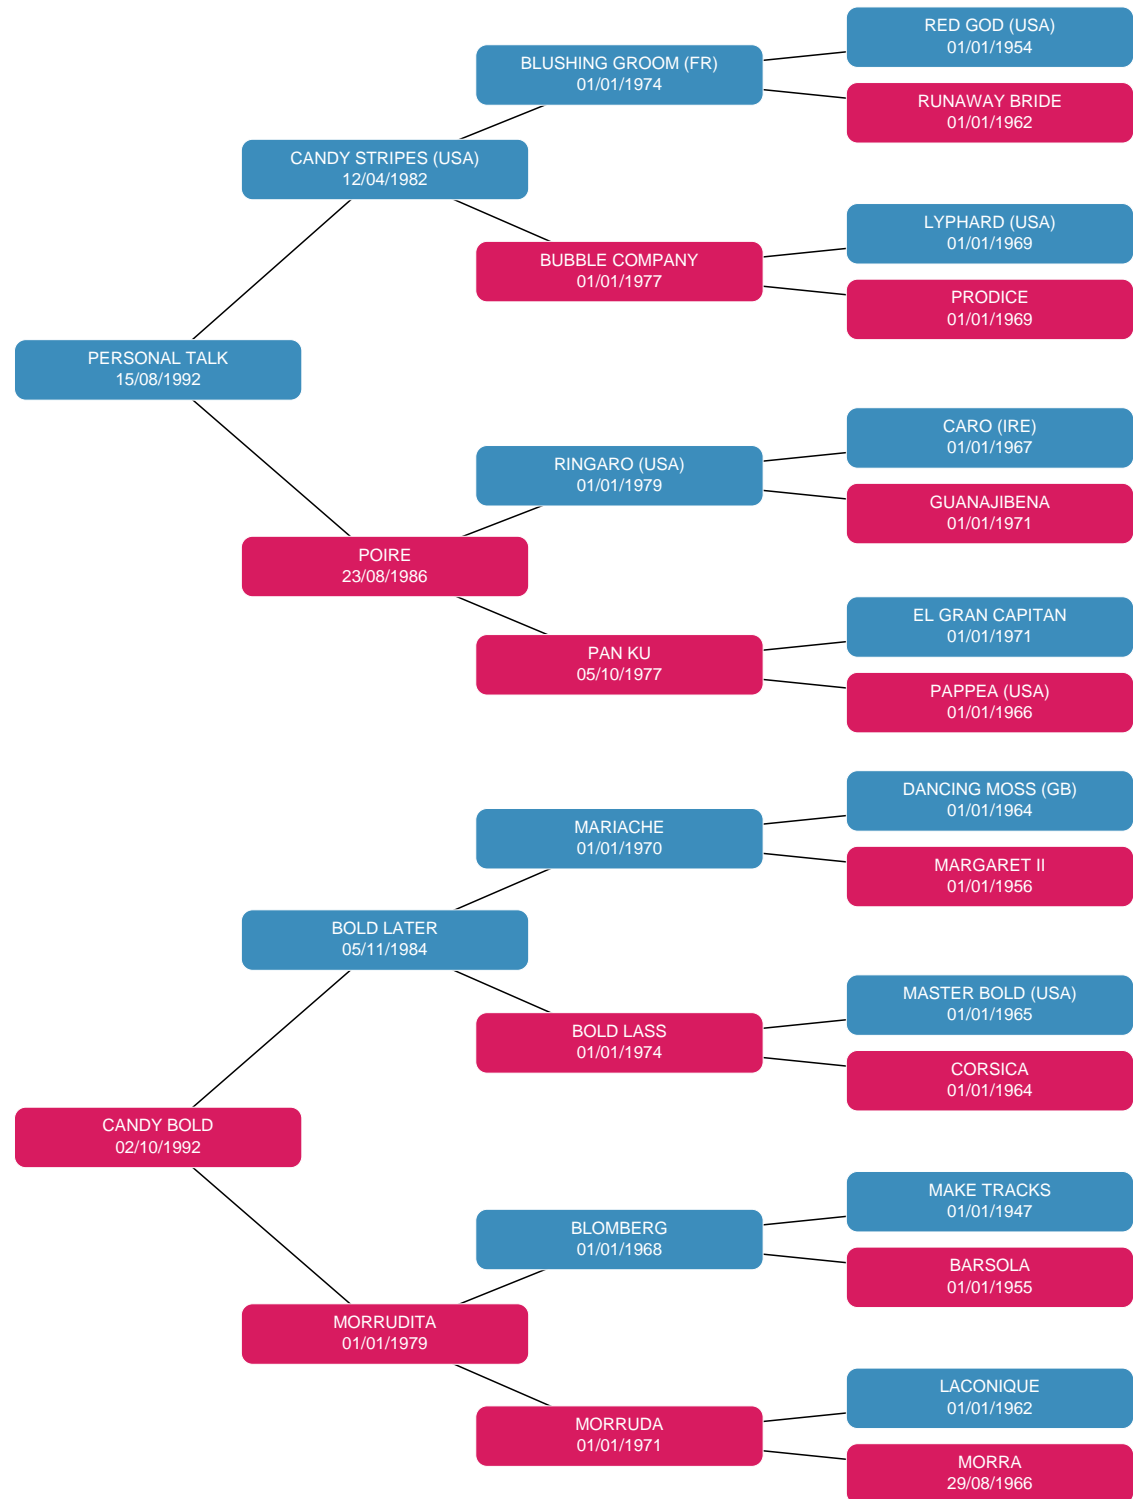 RED GOD (USA)
01/01/1954
BLUSHING GROOM (FR)
01/01/1974
RUNAWAY BRIDE
01/01/1962
CANDY STRIPES (USA)
12/04/1982
LYPHARD (USA)
01/01/1969
BUBBLE COMPANY
01/01/1977
PRODICE
01/01/1969
PERSONAL TALK
15/08/1992
CARO (IRE)
01/01/1967
RINGARO (USA)
01/01/1979
GUANAJIBENA
01/01/1971
POIRE
23/08/1986
EL GRAN CAPITAN
01/01/1971
PAN KU
05/10/1977
PAPPEA (USA)
01/01/1966
DANCING MOSS (GB)
01/01/1964
MARIACHE
01/01/1970
MARGARET II
01/01/1956
BOLD LATER
05/11/1984
MASTER BOLD (USA)
01/01/1965
BOLD LASS
01/01/1974
CORSICA
01/01/1964
CANDY BOLD
02/10/1992
MAKE TRACKS
01/01/1947
BLOMBERG
01/01/1968
BARSOLA
01/01/1955
MORRUDITA
01/01/1979
LACONIQUE
01/01/1962
MORRUDA
01/01/1971
MORRA
29/08/1966